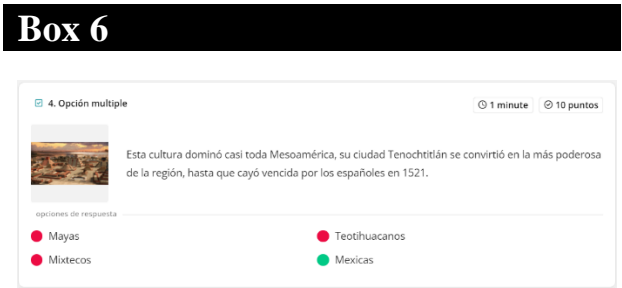 Box 6
4. Opción multiple
1 minute
10 puntos
Esta cultura dominó casi toda Mesoamérica, su ciudad Tenochtitlán se convirtió en la más poderosa
de la región, hasta que cayó vencida por los españoles en 1521.
opciones de respuesta
Mayas
Teotihuacanos
Mixtecos
Mexicas